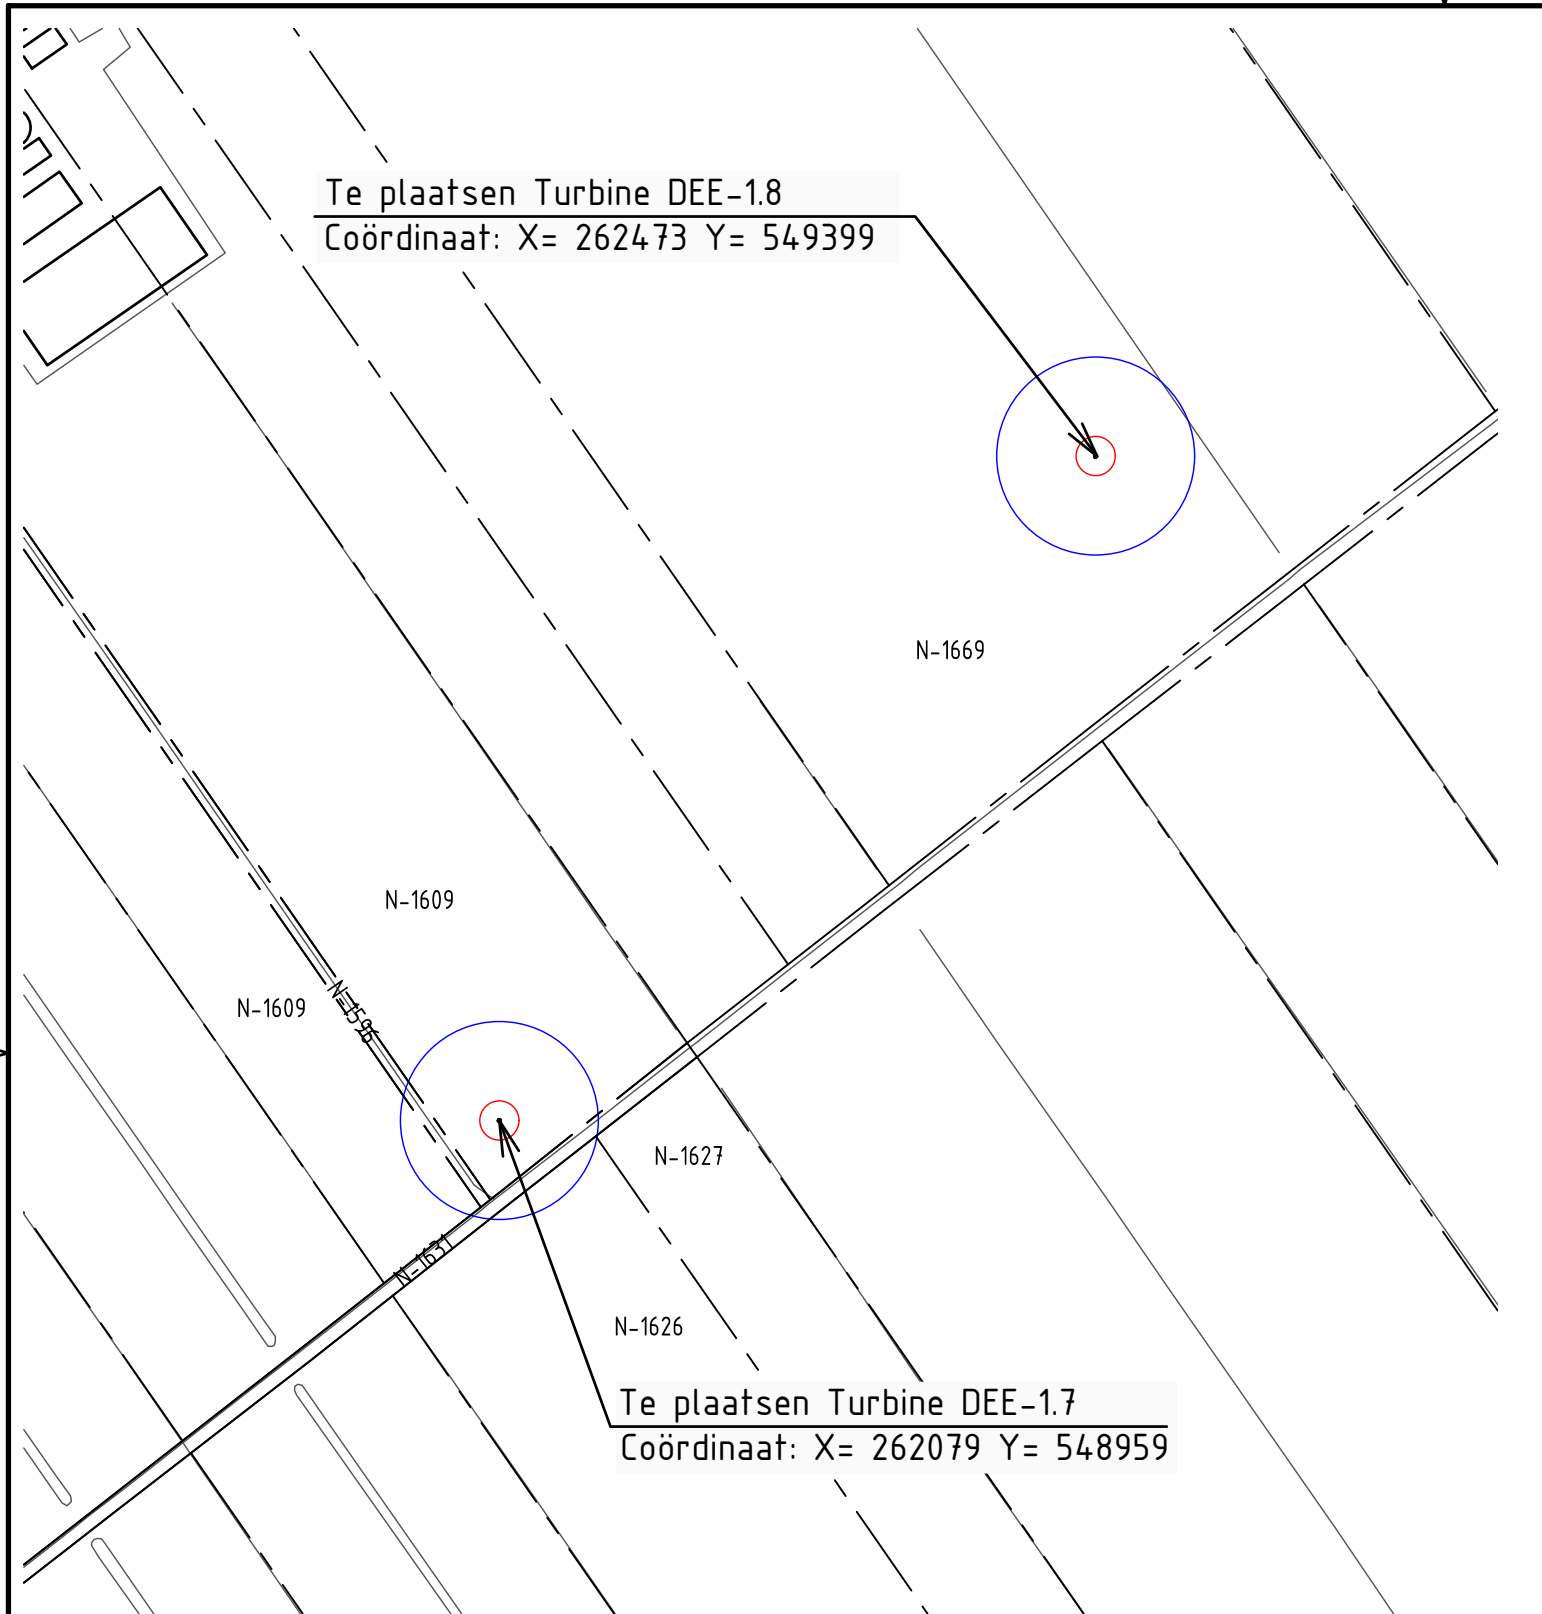 Te plaatsen Turbine DEE-1.8
Coördinaat: X= 262473 Y= 549399
N-1669
N-1609
N-1609
N-1596
N-1627
N-1631
N-1626
Te plaatsen Turbine DEE-1.7
Coördinaat: X= 262079 Y= 548959